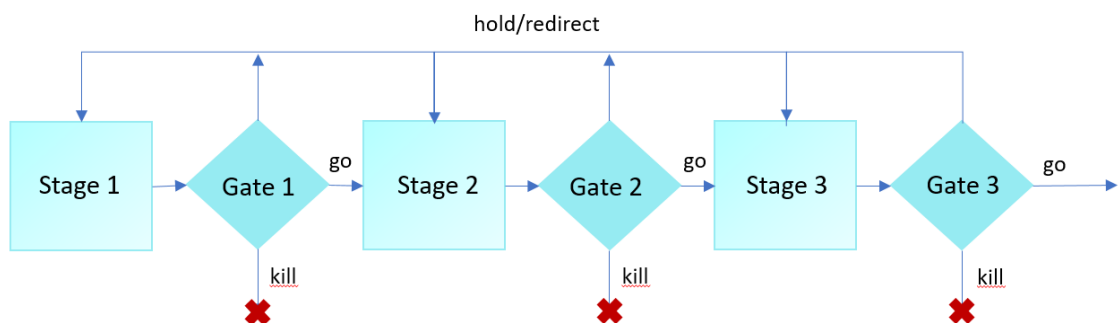 hold/redirect
Stage 1
Gate 1
go
Stage 2
Gate 2
go
Stage 3
Gate 3
go
kill
kill
kill